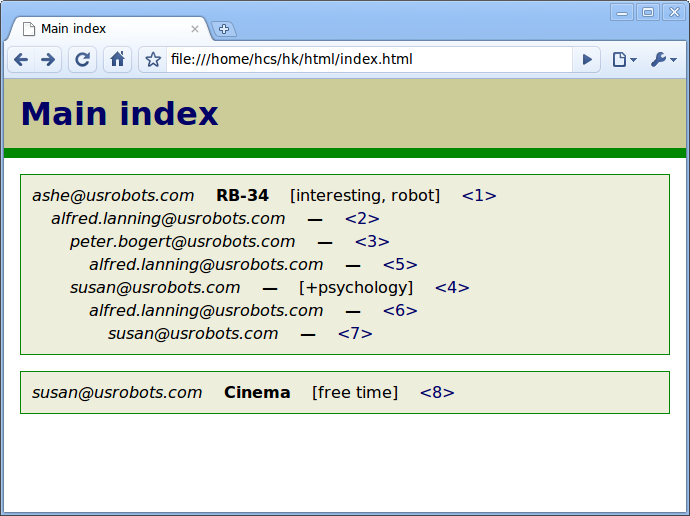 Main index
file:///home/hcs/hk/html/index.html
Main index
ashe@usrobots.com RB-34 [interesting, robot] <1>
alfred.lanning@usrobots.com — <2>
peter.bogert@usrobots.com — <3>
alfred.lanning@usrobots.com — <5>
susan@usrobots.com — [+psychology] <4>
alfred.lanning@usrobots.com — <6>
susan@usrobots.com — <7>
susan@usrobots.com Cinema [free time] <8>